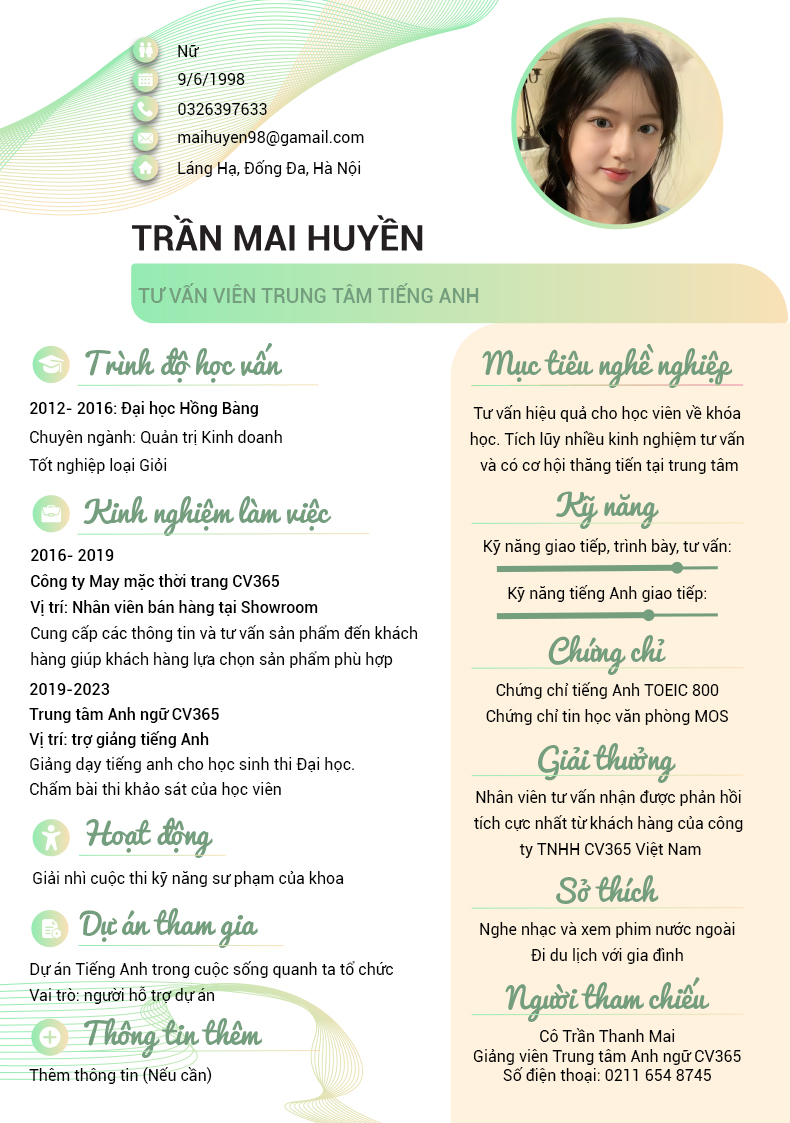 Nữ
9/6/1998
0326397633
maihuyen98@gamail.com
Láng Hạ, Đống Đa, Hà Nội
TRẦN MAI HUYỀN
TƯ VẤN VIÊN TRUNG TÂM TIẾNG ANH
Trình độ học vấn
2012- 2016: Đại học Hồng Bàng
Chuyên ngành: Quản trị Kinh doanh
Tốt nghiệp loại Giỏi
Kinh nghiệm làm việc
2016- 2019
Công ty May mặc thời trang CV365
Vị trí: Nhân viên bán hàng tại Showroom
Cung cấp các thông tin và tư vấn sản phẩm đến khách
hàng giúp khách hàng lựa chọn sản phẩm phù hợp
2019-2023
Trung tâm Anh ngữ CV365
Vị trí: trợ giảng tiếng Anh
Giảng dạy tiếng anh cho học sinh thi Đại học.
Chấm bài thi khảo sát của học viên
Hoạt động
Giải nhì cuộc thi kỹ năng sư phạm của khoa
Dự án tham gia
Dự án Tiếng Anh trong cuộc sống quanh ta tổ chức
Vai trò: người hỗ trợ dự án
Thông tin thêm
Thêm thông tin (Nếu cần)
Mục tiêu nghề nghiệp
Tư vấn hiệu quả cho học viên về khóa
học. Tích lũy nhiều kinh nghiệm tư vấn
và có cơ hội thăng tiến tại trung tâm
Kỹ năng
Kỹ năng giao tiếp, trình bày, tư vấn:
Kỹ năng tiếng Anh giao tiếp:
Chứng chỉ
Chứng chỉ tiếng Anh TOEIC 800
Chứng chỉ tin học văn phòng MOS
Giải thưởng
Nhân viên tư vấn nhận được phản hồi
tích cực nhất từ khách hàng của công
ty TNHH CV365 Việt Nam
Sở thích
Nghe nhạc và xem phim nước ngoài
Đi du lịch với gia đình
Người tham chiếu
Cô Trần Thanh Mai
Giảng viên Trung tâm Anh ngữ CV365
Số điện thoại: 0211 654 8745